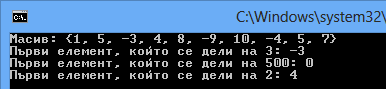 C:\Windows\system32\
Масив: {1, 5, -3, 4, 8, -9, 10, -4, 5, 7}
Първи елемент, който се дели на 3: -3
Първи елемент, който се дели на 500: 0
Първи елемент, който се дели на 2: 4